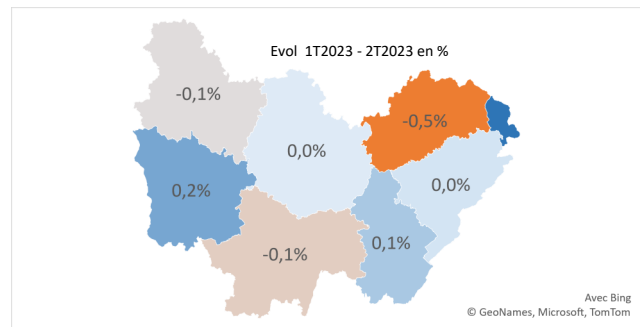 Evol 1T2023 - 2T2023 en %
-0,1%
-0,5%
0,0%
0,0%
0,2%
0,1%
-0,1%
Avec Bing
© GeoNames, Microsoft, TomTom